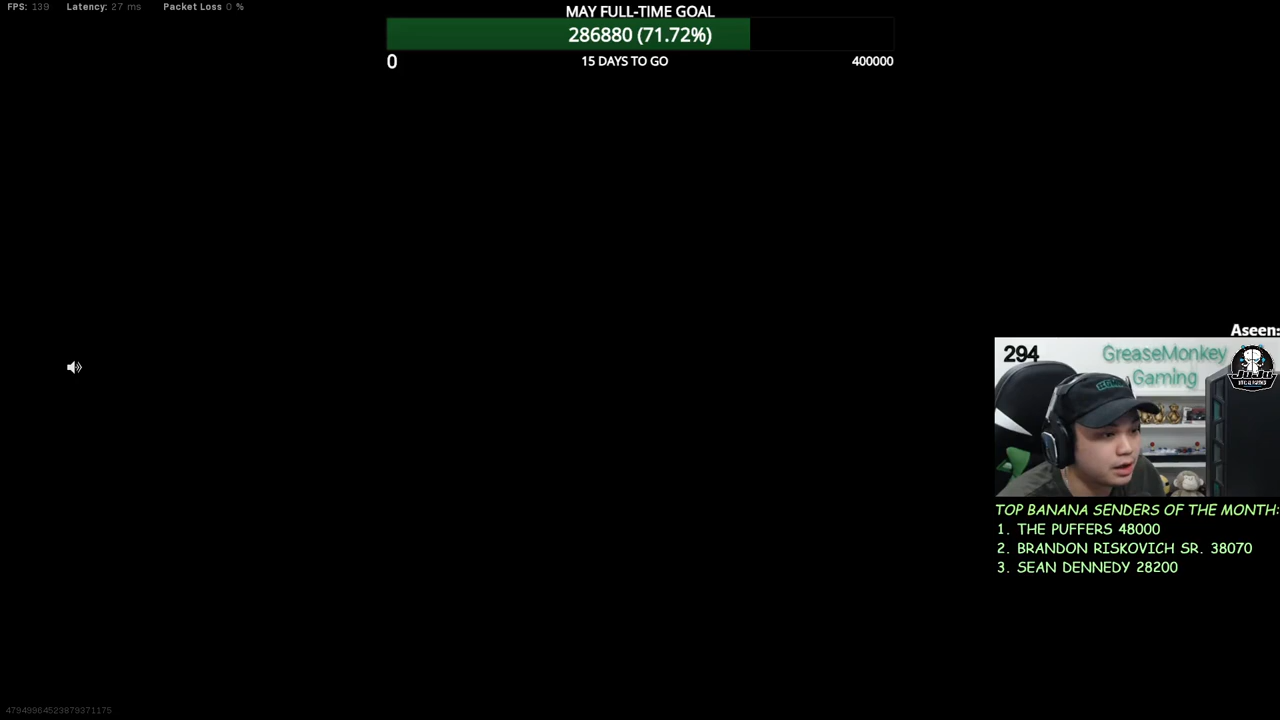 FPS: 139 Latency: 27 ms Packet Loss 0 %
MAY FULL-TIME GOAL
286880 (71.72%)
0 15 DAYS TO GO 400000
Aseen:
294
GreaseMonkey
Gaming
TOP BANANA SENDERS OF THE MONTH:
1. THE PUFFERS 48000
2. BRANDON RISKOVICH SR. 38070
3. SEAN DENNEDY 28200
47949964523879371175